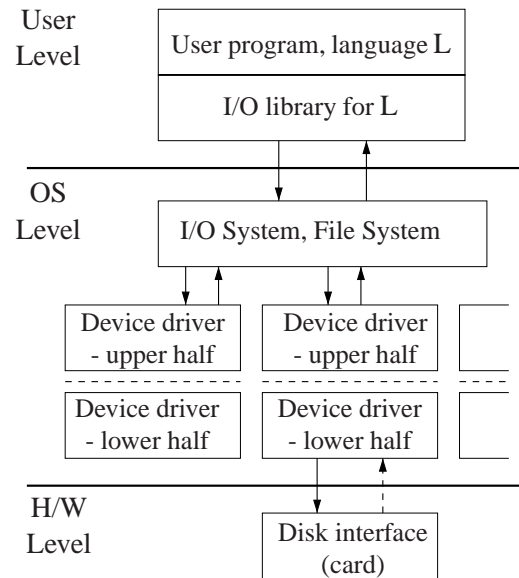 User
Level
User program, language L
I/O library for L
OS
Level
I/O System, File System
Device driver
- upper half
Device driver
- upper half
Device driver
- lower half
Device driver
- lower half
H/W
Level
Disk interface
(card)